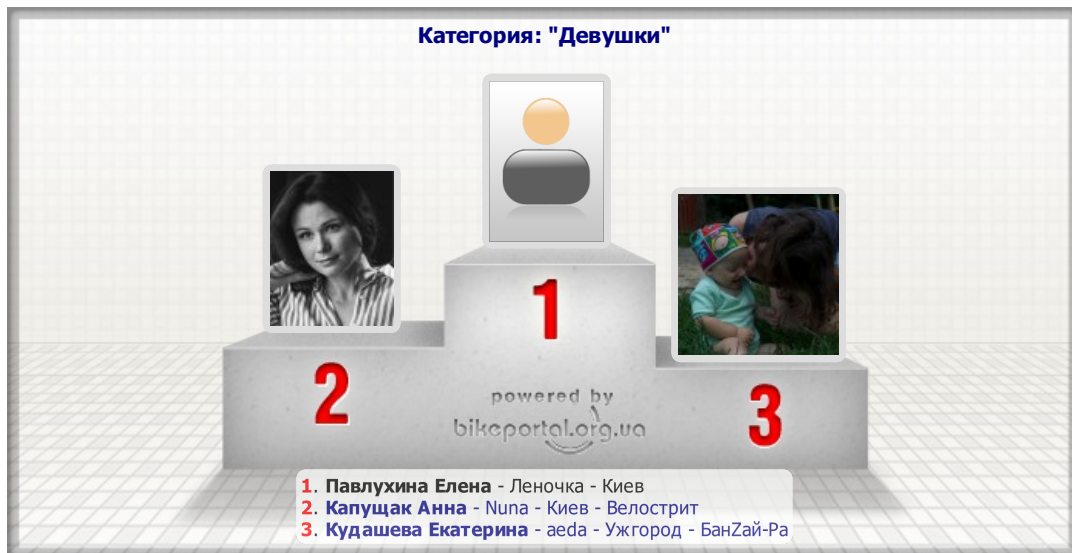 Категория: "Девушки"
1
2
3
powered by
bikeportal.org.ua
1. Павлухина Елена - Леночка - Киев
2. Капущак Анна - Nuna - Киев - Велострит
3. Кудашева Екатерина - aeda - Ужгород - БанZай-Ра